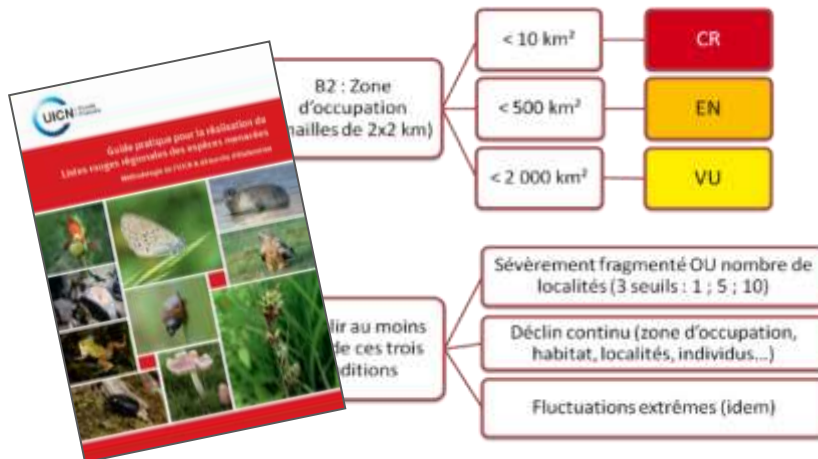 B2 : Zone
d'occupation
mailles de 2x2 km)
< 10 km²
CR
< 500 km²
EN
< 2 000 km²
VU
UICN
Guide pratique pour la réalisation de
Listes rouges régionales des espèces menacées
lir au moins
de ces trois
ditions
Sévèrement fragmenté OU nombre de
localités (3 seuils : 1 ; 5 ; 10)
Déclin continu (zone d'occupation,
habitat, localités, individus...)
Fluctuations extrêmes (idem)